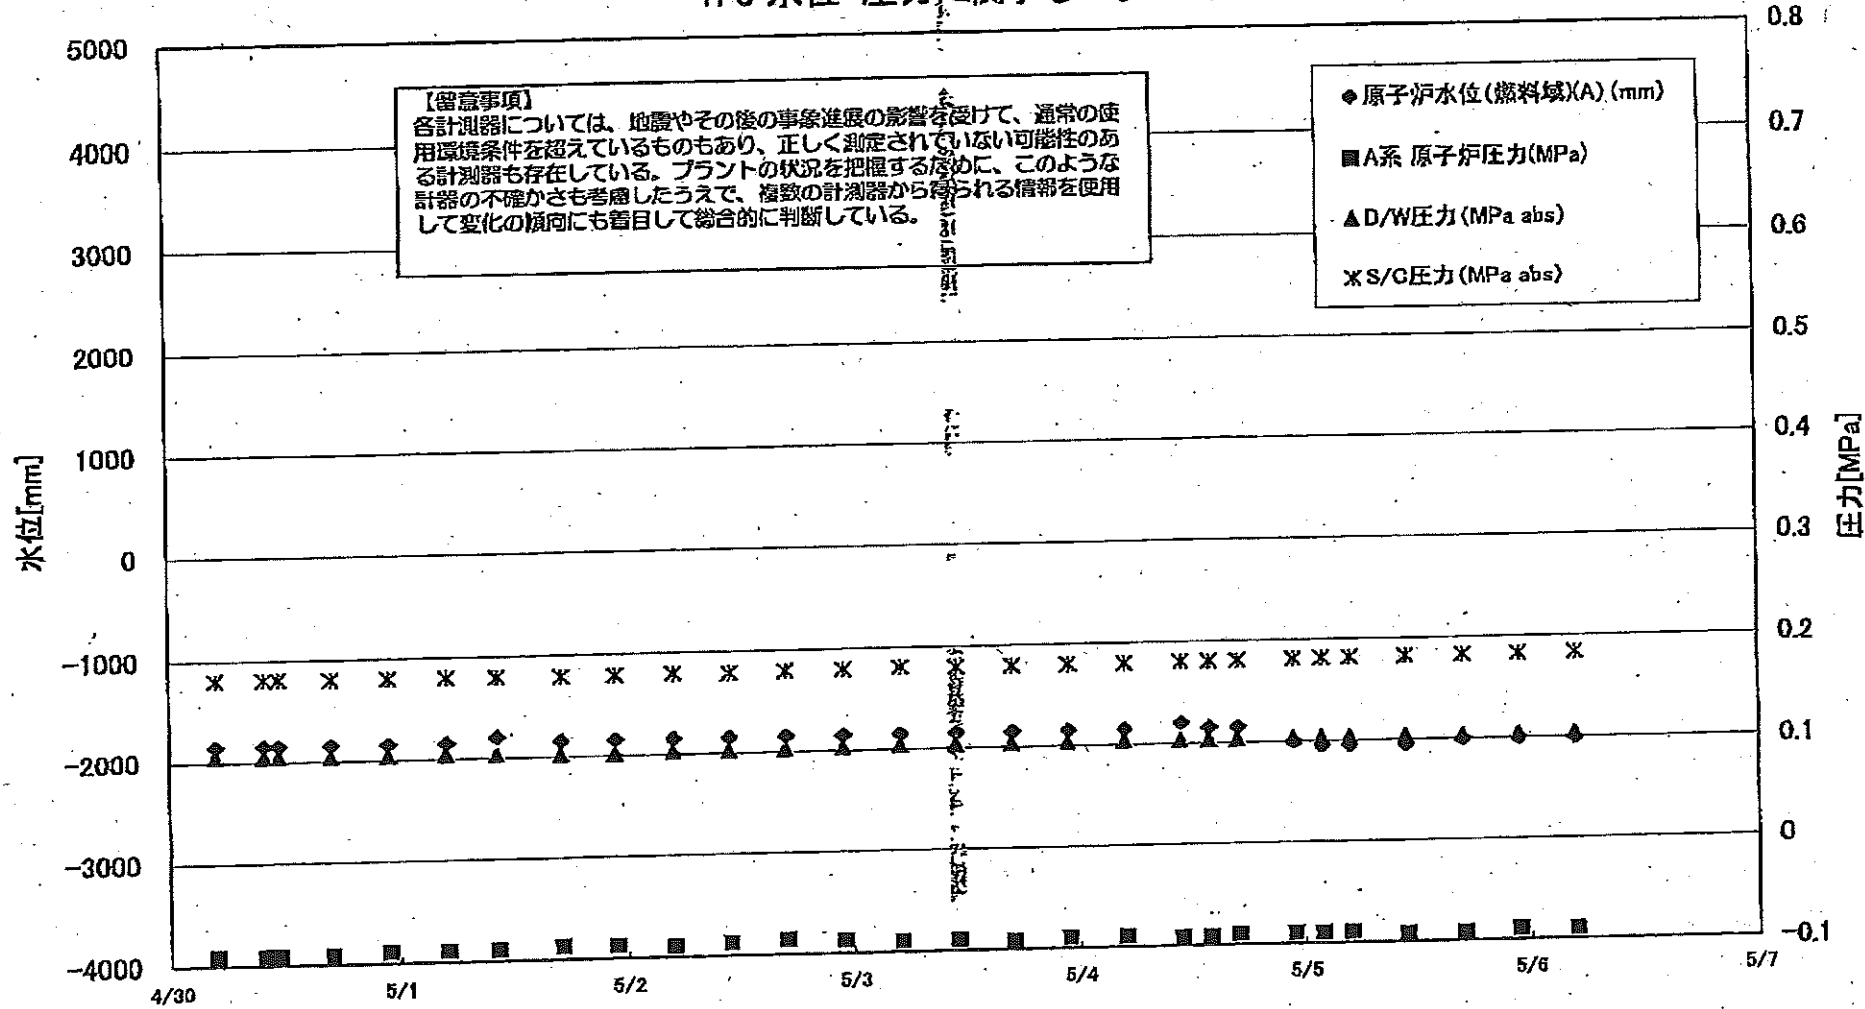 水位
5000
4000
3000
2000
1000
0
−1000
−2000
−3000
−4000
水位[mm]
【留意事項】
各計測器については、地震やその後の事象進展の影響を受けて、通常の使
用環境条件を超えているものもあり、正しく測定されていない可能性のあ
る計測器も存在している。プラントの状況を把握するために、このような
計器の不確かさも考慮したうえで、複数の計測器から得られる情報を使用
して変化の傾向にも着目して総合的に判断している。
原子炉水位(燃料域)(A)(mm)
A系 原子炉圧力(MPa)
D/W圧力(MPa abs)
S/C圧力(MPa abs)
0.8
0.7
0.6
0.5
0.4
0.3
0.2
0.1
0
−0.1
圧力[MPa]
4/30
5/1
5/2
5/3
5/4
5/5
5/6
5/7